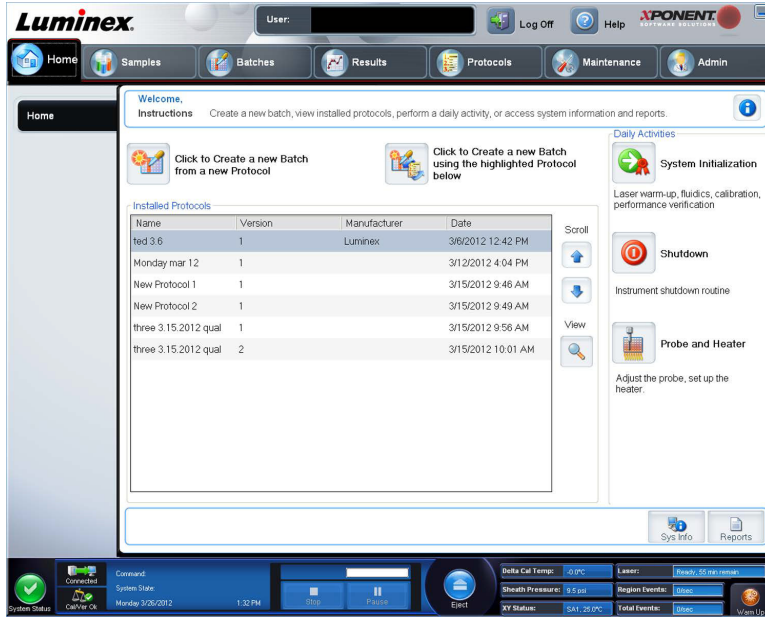 Luminex.
User:
Log Off
Help
XPONENT.
SOFTWARE SOLUTIONS
Home
Samples
Batches
Results
Protocols
Maintenance
Admin
Home
Welcome,
Instructions Create a new batch, view installed protocols, perform a daily activity, or access system information and reports.
Click to Create a new Batch
from a new Protocol
Click to Create a new Batch
using the highlighted Protocol
below
Installed Protocols
Name Version Manufacturer Date
ted 3.6 1 Luminex 3/6/2012 12:42 PM
Monday mar 12 1 3/12/2012 4:04 PM
New Protocol 1 1 3/15/2012 9:46 AM
New Protocol 2 1 3/15/2012 9:49 AM
three 3.15.2012 qual 1 3/15/2012 9:56 AM
three 3.15.2012 qual 2 3/15/2012 10:01 AM
Scroll
View
Daily Activities
System Initialization
Laser warm-up, fluidics, calibration,
performance verification
Shutdown
Instrument shutdown routine
Probe and Heater
Adjust the probe, set up the
heater.
Sys Info
Reports
System Status
Connected
Cal/Ver Ok
Command:
System State:
Monday 3/26/2012 1:32 PM
Stop
Pause
Eject
Delta Cal Temp: -0.0°C
Sheath Pressure: 9.5 psi
XY Status: SA1, 25.0°C
Laser: Ready, 55 min remain
Region Events: 0/sec
Total Events: 0/sec
Warm Up